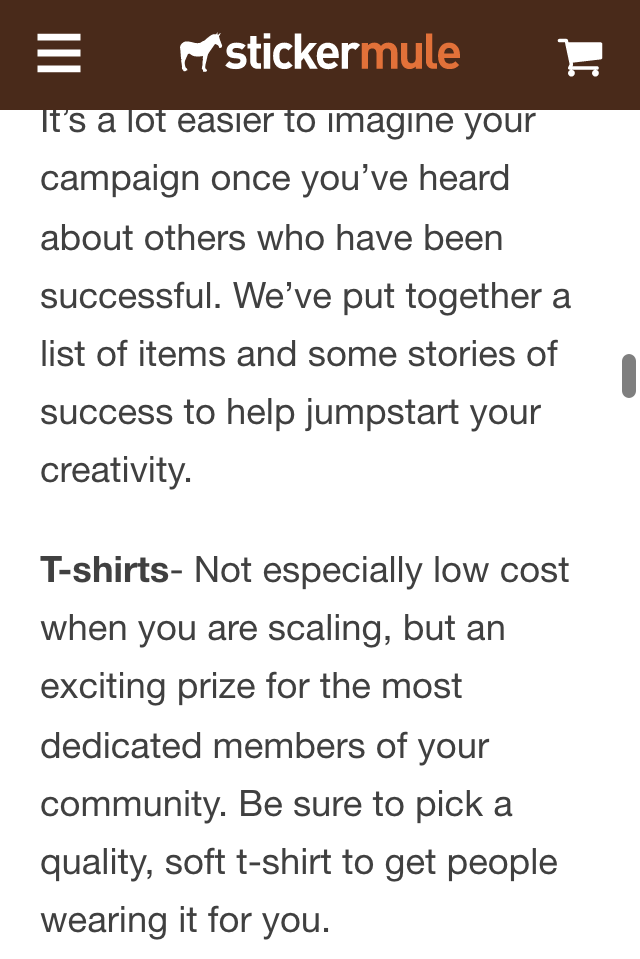 stickermule
It’s a lot easier to imagine your
campaign once you’ve heard
about others who have been
successful. We’ve put together a
list of items and some stories of
success to help jumpstart your
creativity.
T-shirts- Not especially low cost
when you are scaling, but an
exciting prize for the most
dedicated members of your
community. Be sure to pick a
quality, soft t-shirt to get people
wearing it for you.